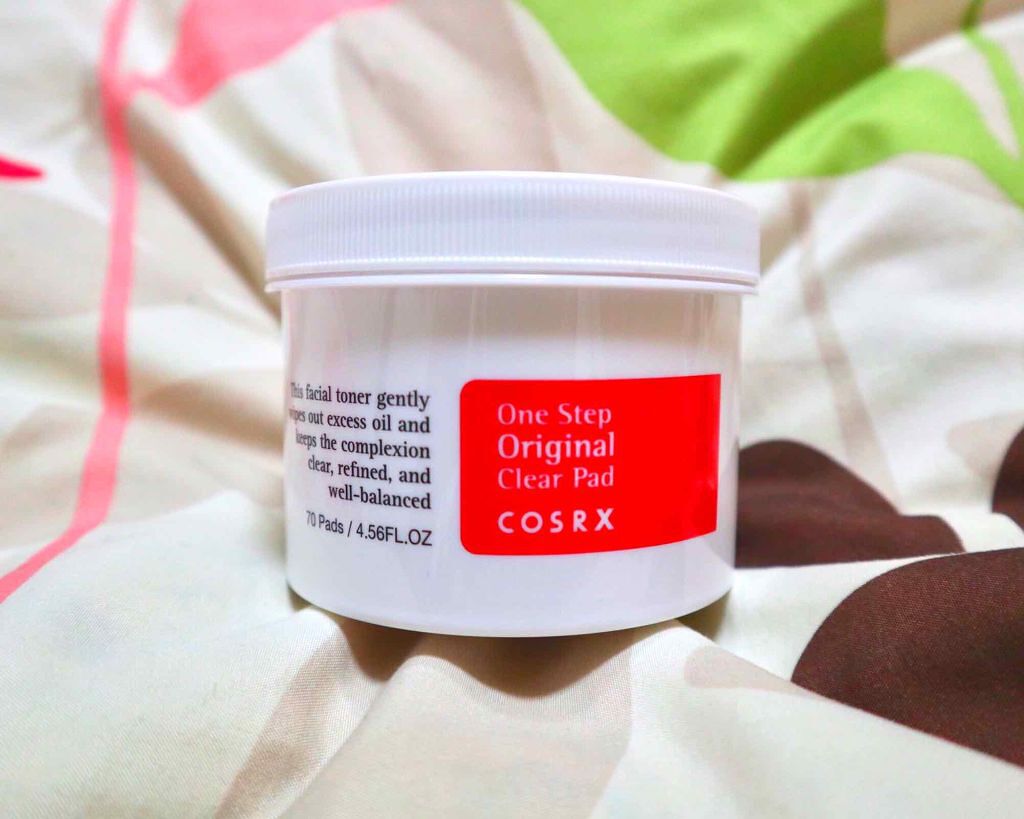 This facial toner gently
wipes out excess oil and
keeps the complexion
clear, refined, and
well-balanced
70 Pads / 4.56FL.OZ
One Step
Original
Clear Pad
COSRX